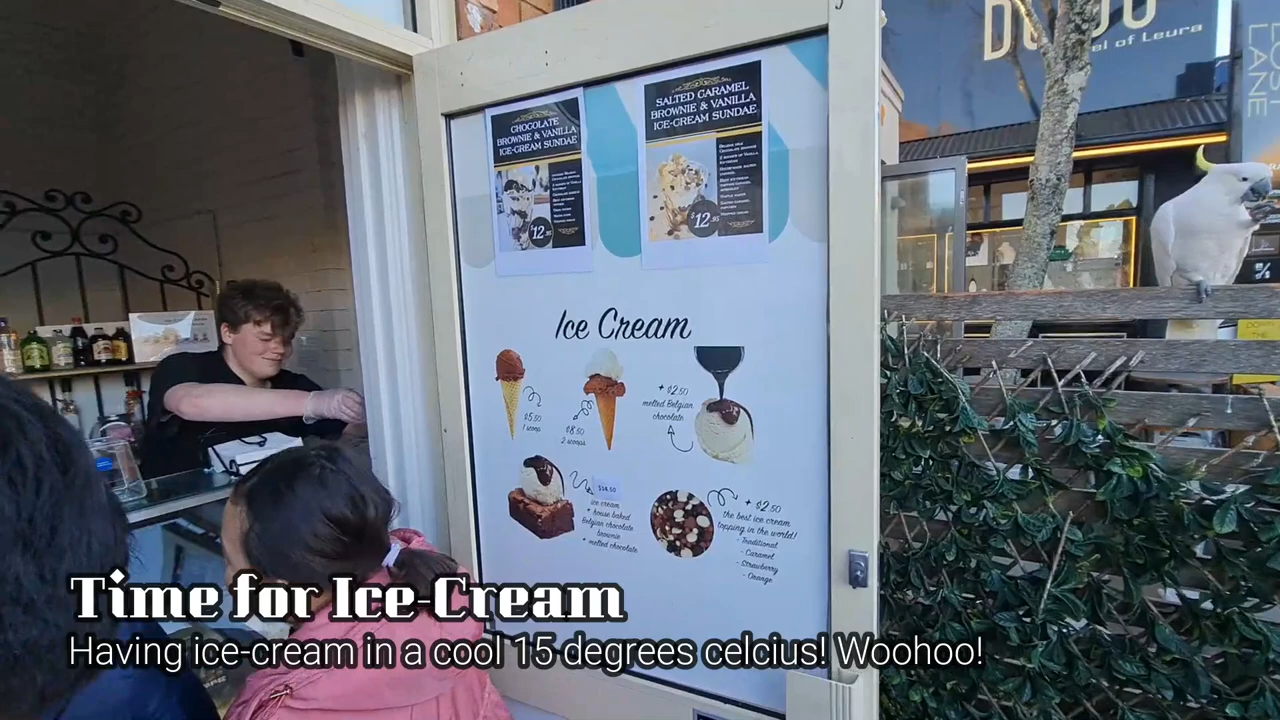 el of Leura
LANE
CHOCOLATE
BROWNIE & VANILLA
ICE-CREAM SUNDAE
$12.95
SALTED CARAMEL
BROWNIE & VANILLA
ICE-CREAM SUNDAE
$12.95
Ice Cream
$5.50
1 scoop
$8.50
2 scoops
+ $2.50
melted Belgian
chocolate
$14.50
ice cream
+ house baked
Belgian chocolate
brownie
+ melted chocolate
+ $2.50
the best ice cream
topping in the world!
- Traditional
- Caramel
- Strawberry
- Orange
Time for Ice-Cream
Having ice-cream in a cool 15 degrees celcius! Woohoo!